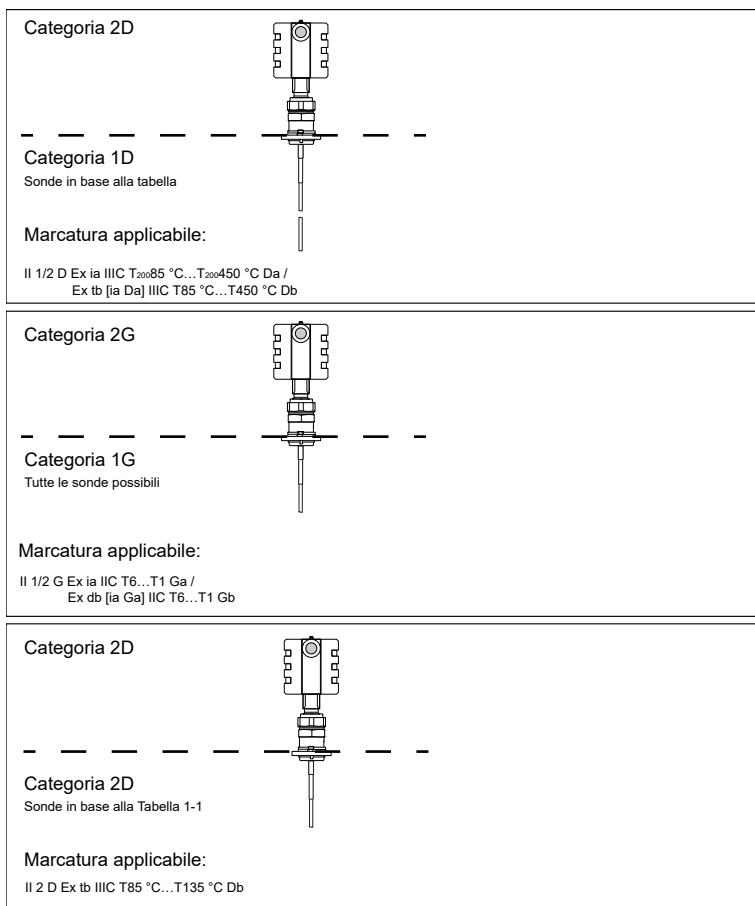 Categoria 2D
Categoria 1D
Sonde in base alla tabella
Marcatura applicabile:
II 1/2 D Ex ia IIIC T₂₀₀85 °C…T₂₀₀450 °C Da /
Ex tb [ia Da] IIIC T85 °C…T450 °C Db
Categoria 2G
Categoria 1G
Tutte le sonde possibili
Marcatura applicabile:
II 1/2 G Ex ia IIC T6…T1 Ga /
Ex db [ia Ga] IIC T6…T1 Gb
Categoria 2D
Categoria 2D
Sonde in base alla Tabella 1-1
Marcatura applicabile:
II 2 D Ex tb IIIC T85 °C…T135 °C Db